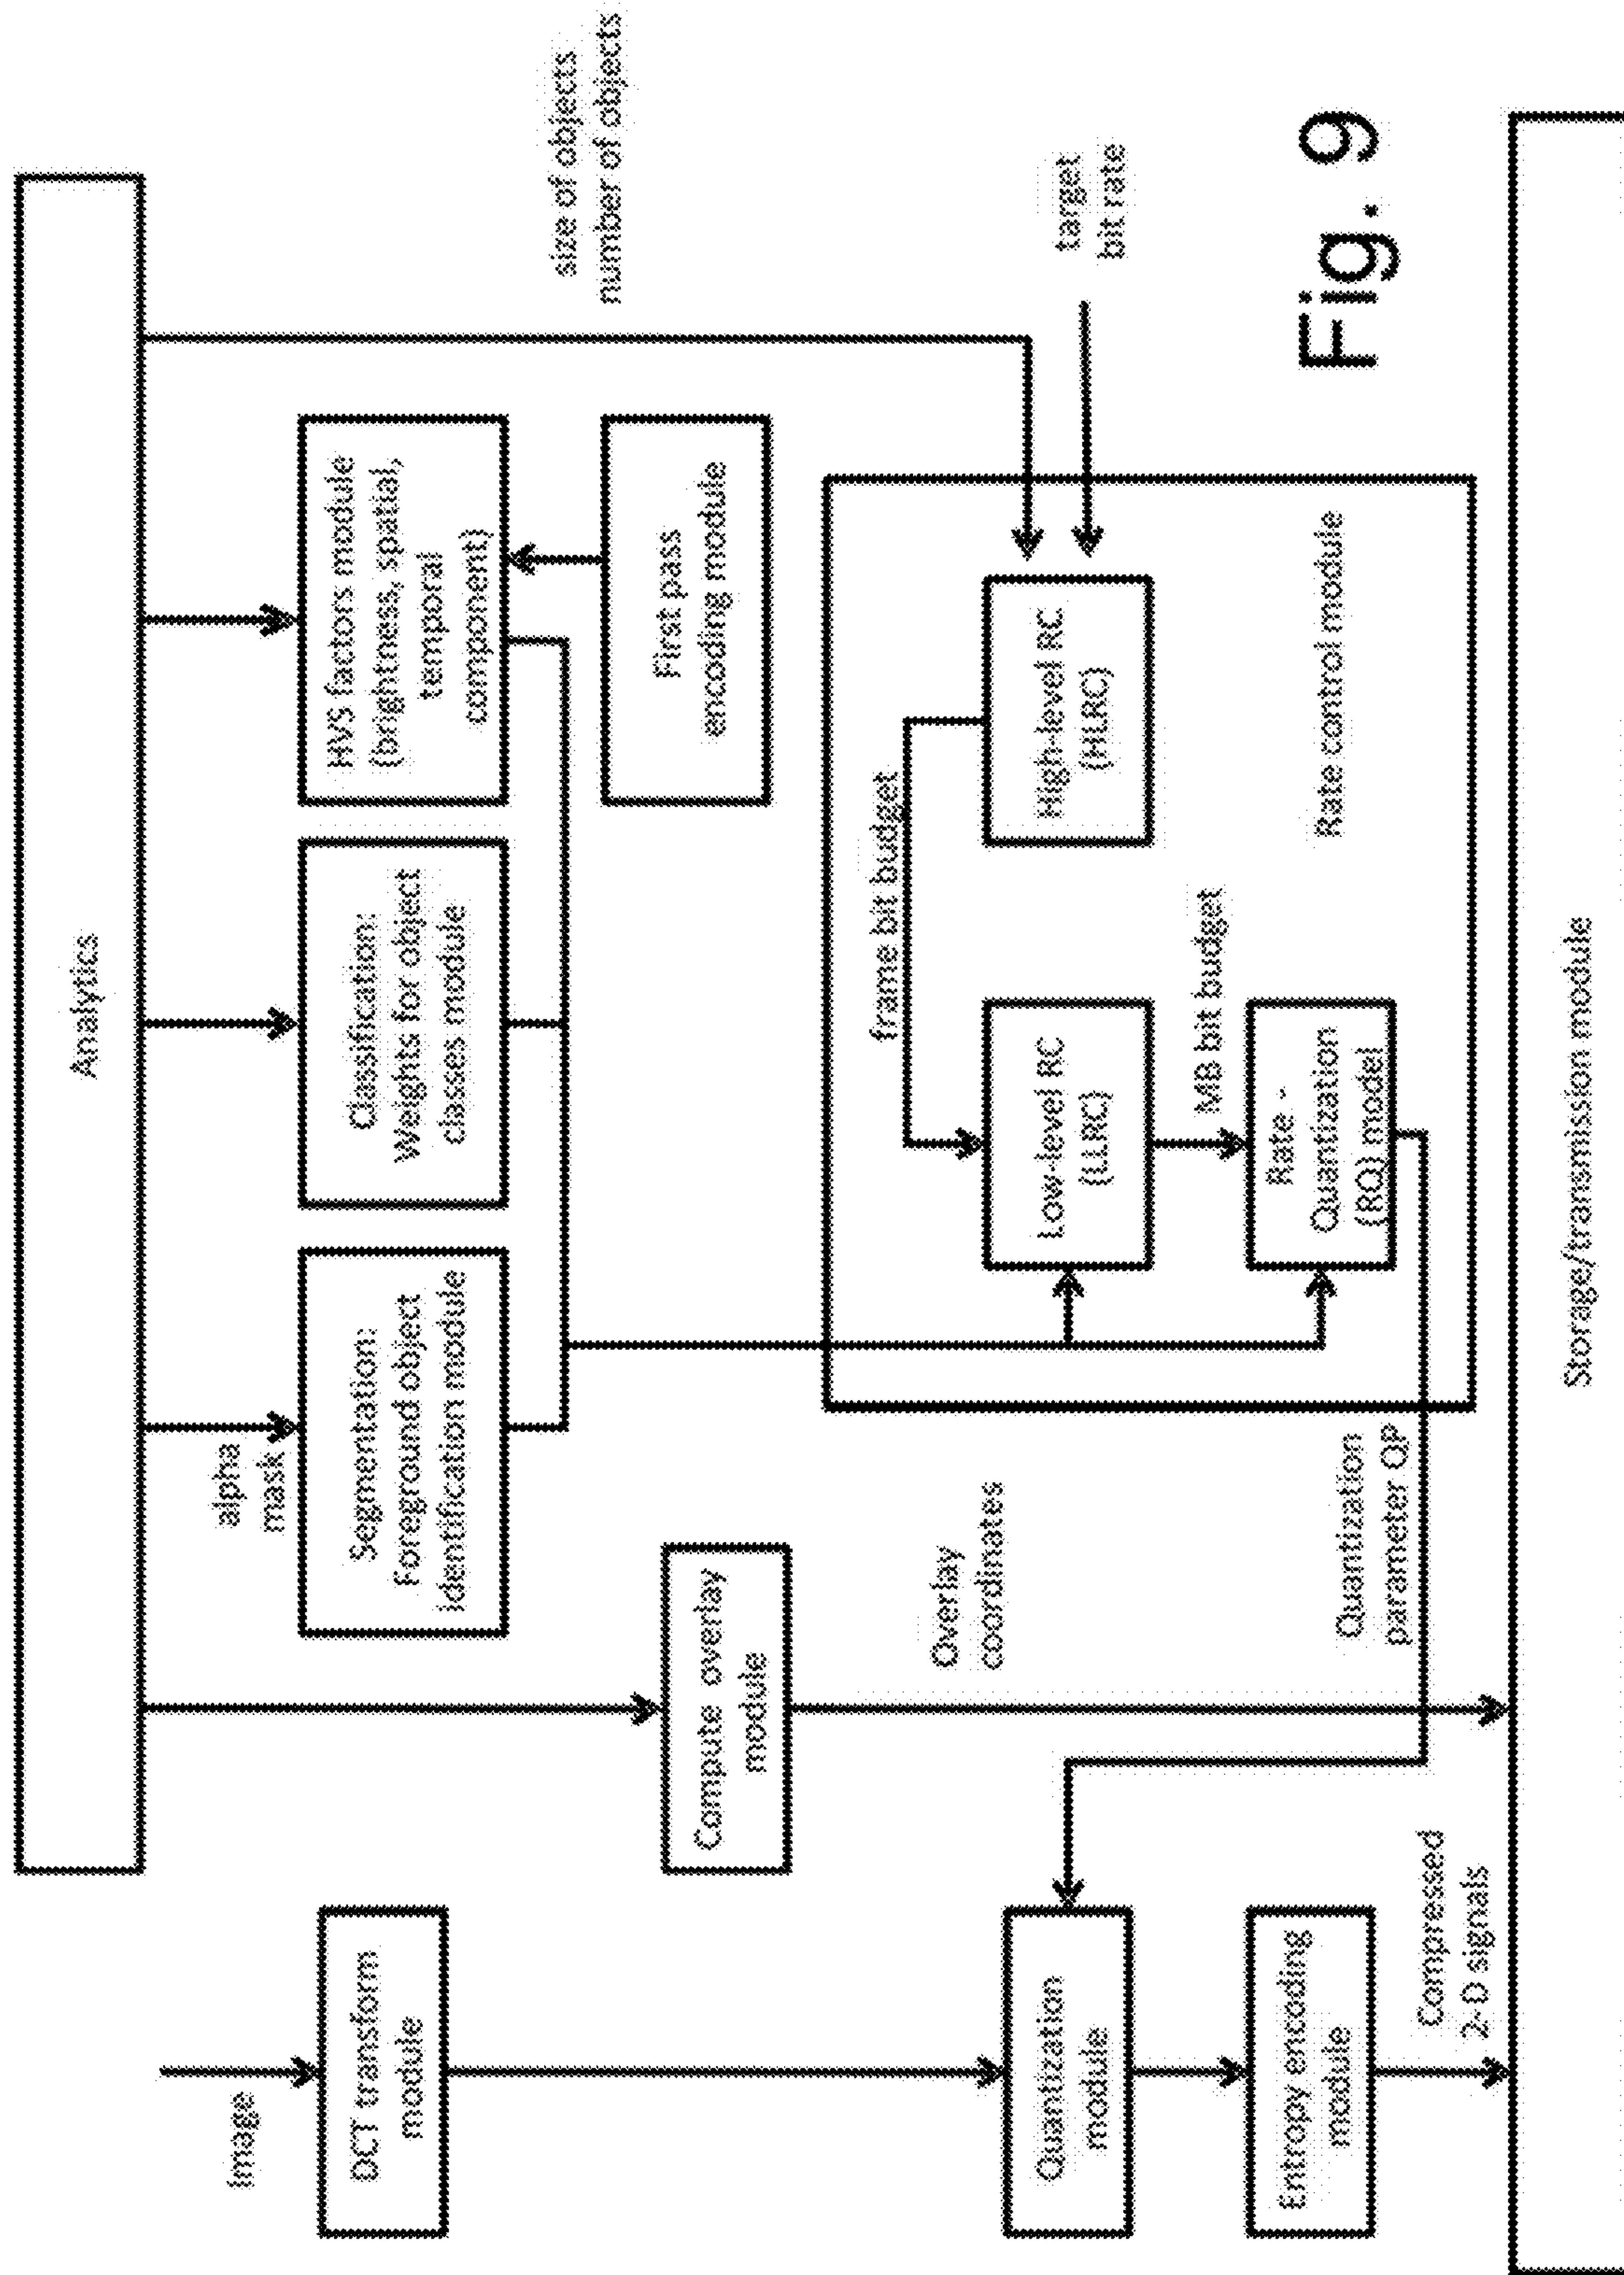 Analytics
Image
DCT transform
module
alpha
mask
Segmentation:
Foreground object
identification module
Classification:
Weights for object
classes module
HVS factors module
(brightness, spatial,
temporal
component)
First pass
encoding module
size of objects
number of objects
Compute overlay
module
Overlay
coordinates
frame bit budget
target
bit rate
Low-level RC
(LLRC)
High-level RC
(HLRC)
MB bit budget
Rate -
Quantization
(RQ) model
Rate control module
Quantization
parameter QP
Quantization
module
Entropy encoding
module
Compressed
2-D signals
Storage/transmission module
Fig. 9